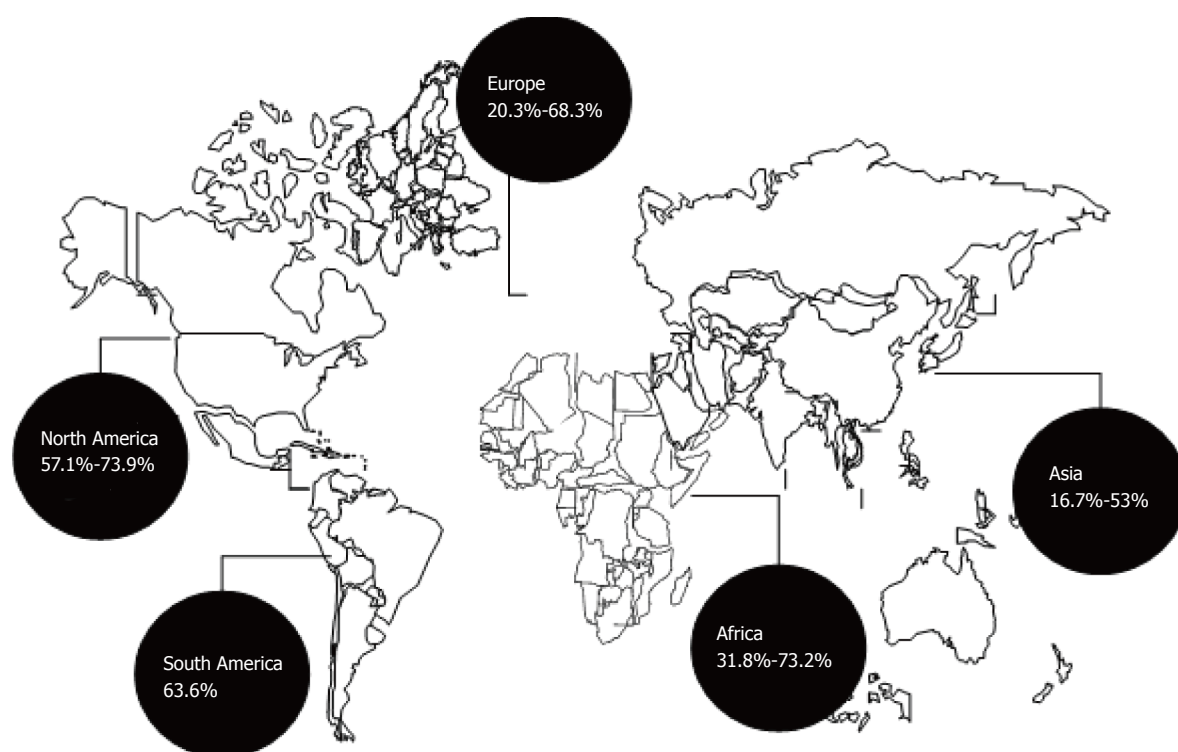 Europe
20.3%-68.3%
North America
57.1%-73.9%
Asia
16.7%-53%
South America
63.6%
Africa
31.8%-73.2%